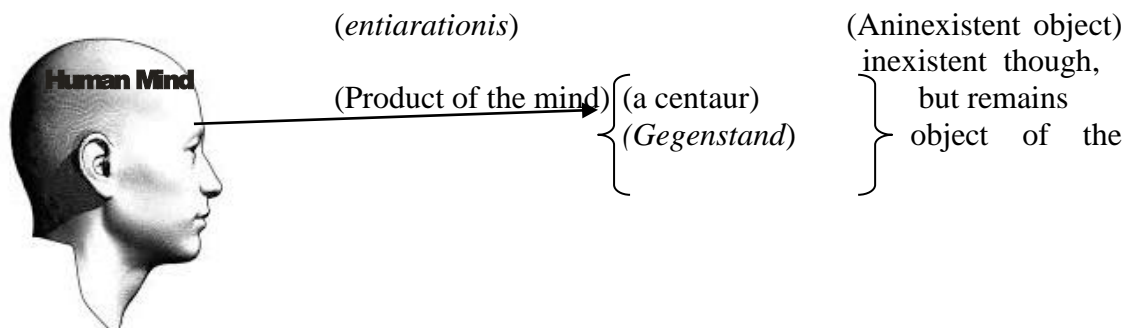 (entiarationis) (Aninexistent object)
inexistent though,
Human Mind
(Product of the mind) (a centaur) but remains
(Gegenstand) object of the